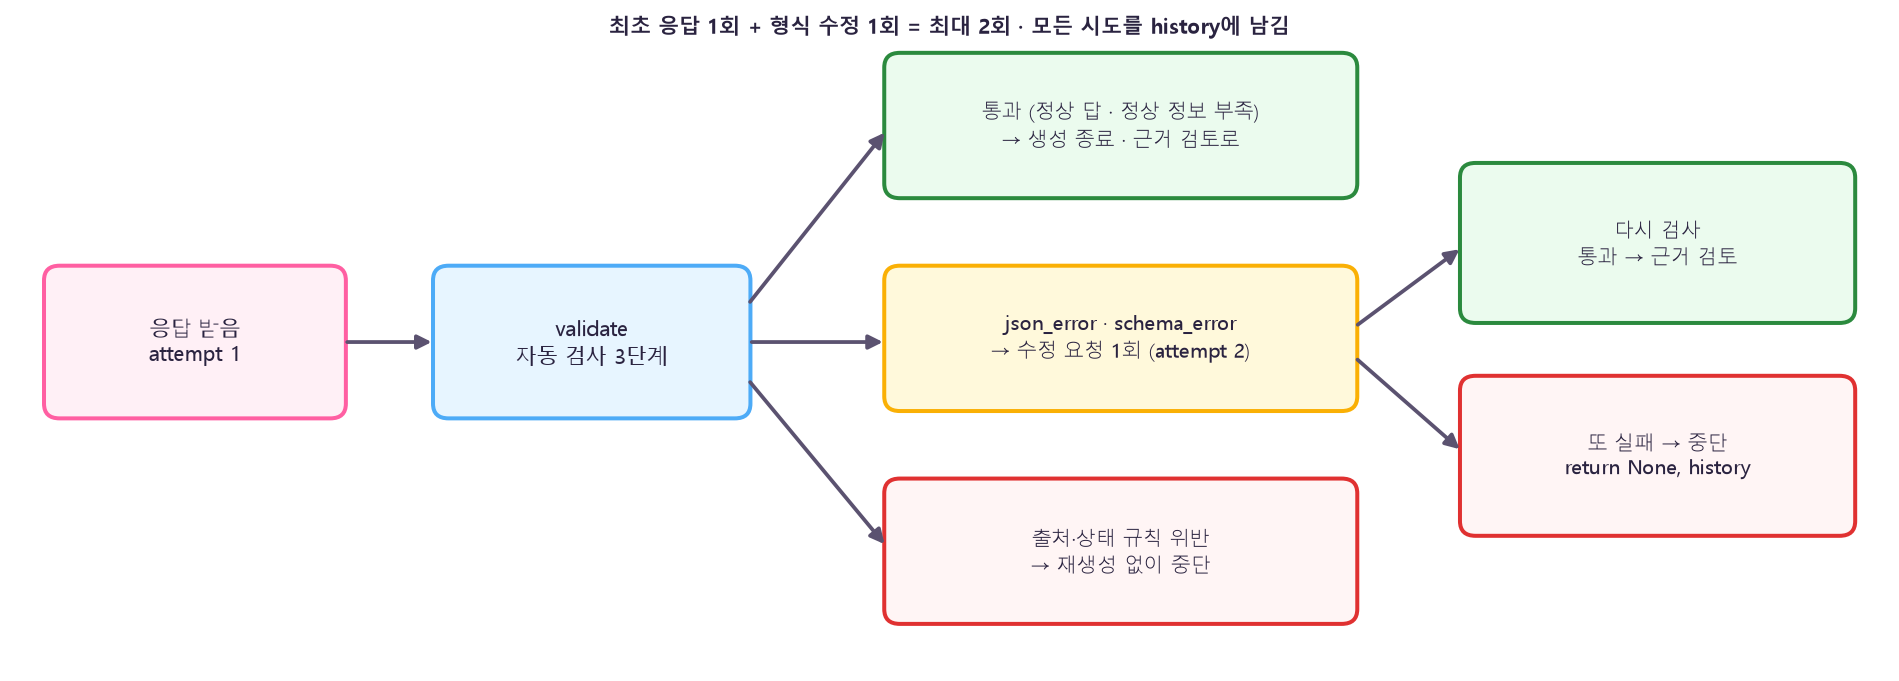 최초 응답 1회 + 형식 수정 1회 = 최대 2회 · 모든 시도를 history에 남김
응답 받음
attempt 1
validate
자동 검사 3단계
통과 (정상 답 · 정상 정보 부족)
→ 생성 종료 · 근거 검토로
json_error · schema_error
→ 수정 요청 1회 (attempt 2)
출처·상태 규칙 위반
→ 재생성 없이 중단
다시 검사
통과 → 근거 검토
또 실패 → 중단
return None, history